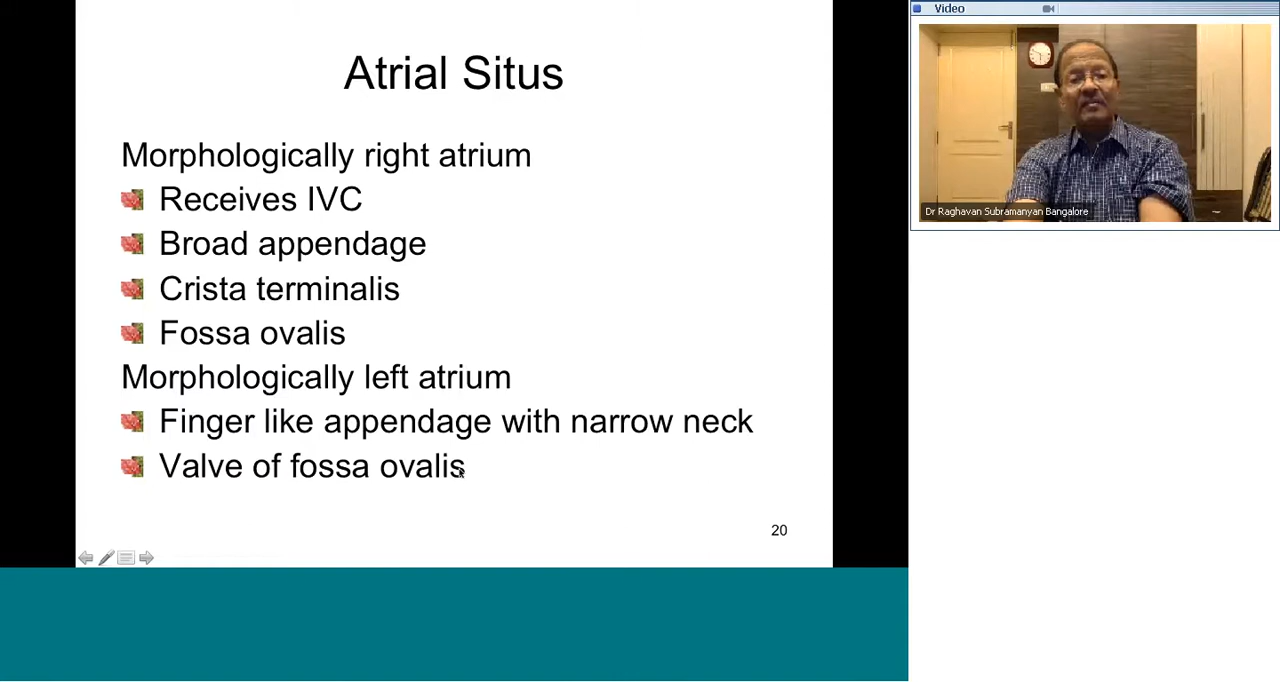 Atrial Situs
Morphologically right atrium
Receives IVC
Broad appendage
Crista terminalis
Fossa ovalis
Morphologically left atrium
Finger like appendage with narrow neck
Valve of fossa ovalis
20
Video
Dr Raghavan Subramanyan Bangalore